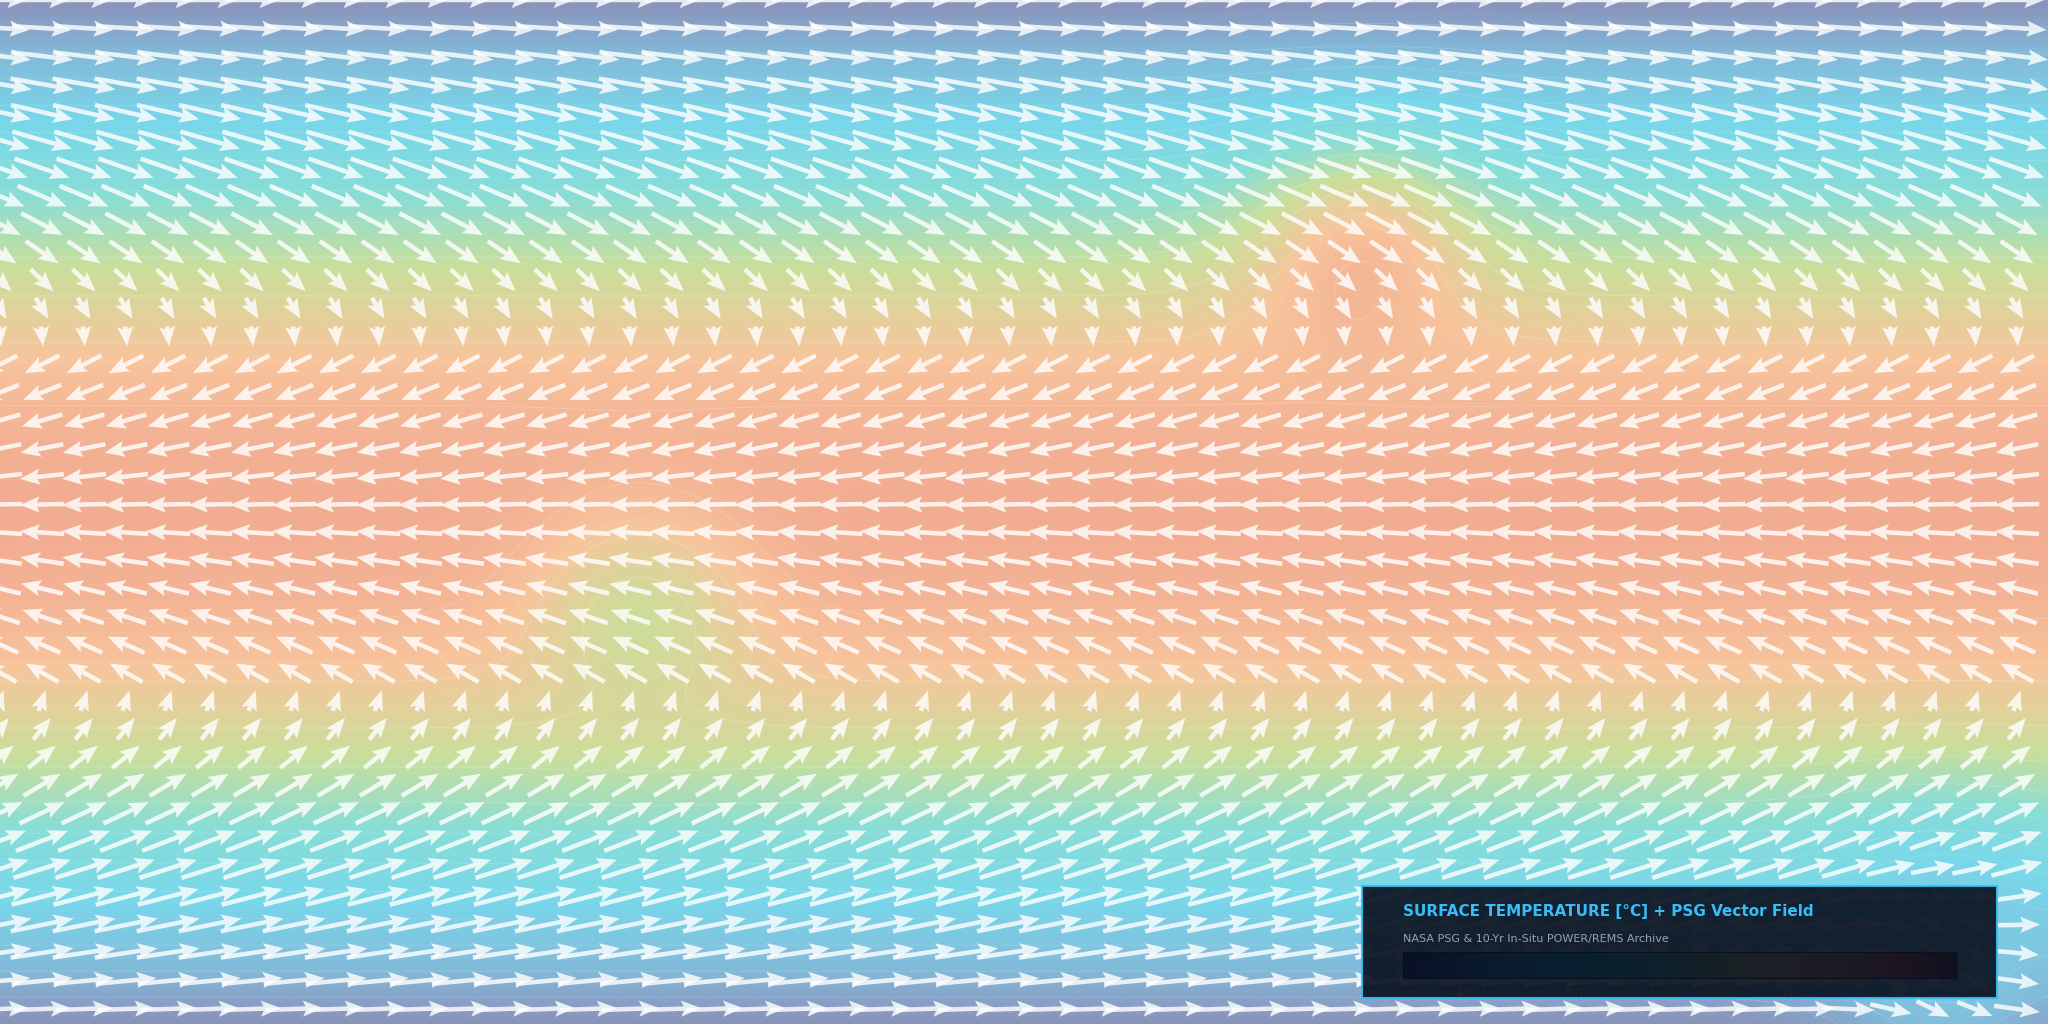 SURFACE TEMPERATURE [°C] + PSG Vector Field
NASA PSG & 10-Yr In-Situ POWER/REMS Archive